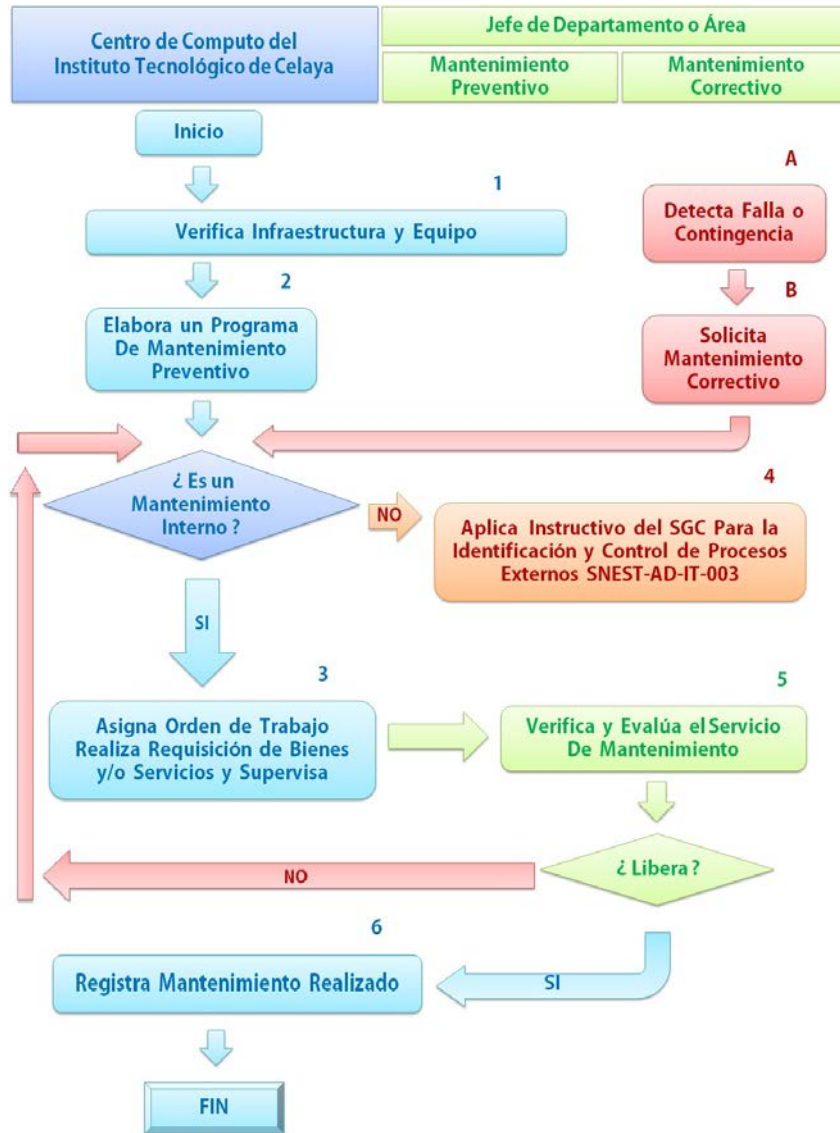 Centro de Computo del
Instituto Tecnológico de Celaya
Jefe de Departamento o Área
Mantenimiento
Preventivo
Mantenimiento
Correctivo
Inicio
A
1
Detecta Falla o
Contingencia
Verifica Infraestructura y Equipo
2
B
Elabora un Programa
De Mantenimiento
Preventivo
Solicita
Mantenimiento
Correctivo
¿ Es un
Mantenimiento
Interno ?
NO
4
Aplica Instructivo del SGC Para la
Identificación y Control de Procesos
Externos SNEST-AD-IT-003
SI
3
5
Asigna Orden de Trabajo
Realiza Requisición de Bienes
y/o Servicios y Supervisa
Verifica y Evalúa el Servicio
De Mantenimiento
¿ Libera ?
NO
6
Registra Mantenimiento Realizado
SI
FIN